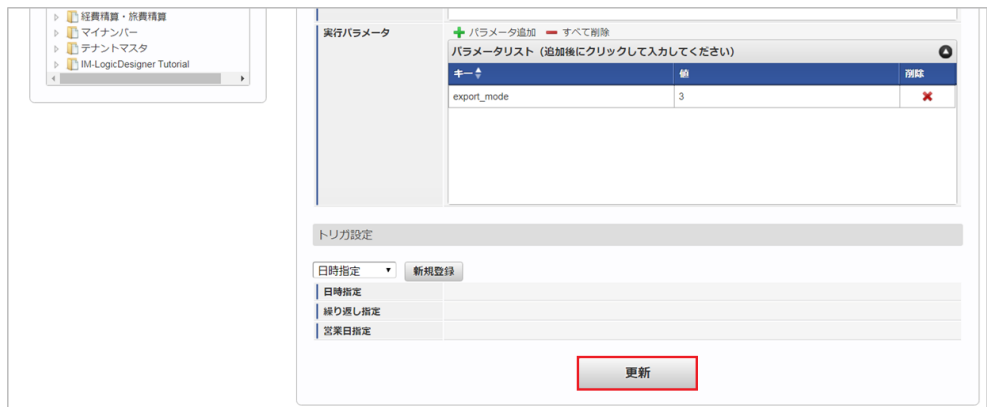 経費精算・旅費精算
マイナンバー
テナントマスタ
IM-LogicDesigner Tutorial
実行パラメータ
パラメータ追加 すべて削除
パラメータリスト（追加後にクリックして入力してください）
キー 値 削除
export_mode 3
トリガ設定
日時指定 新規登録
日時指定
繰り返し指定
営業日指定
更新